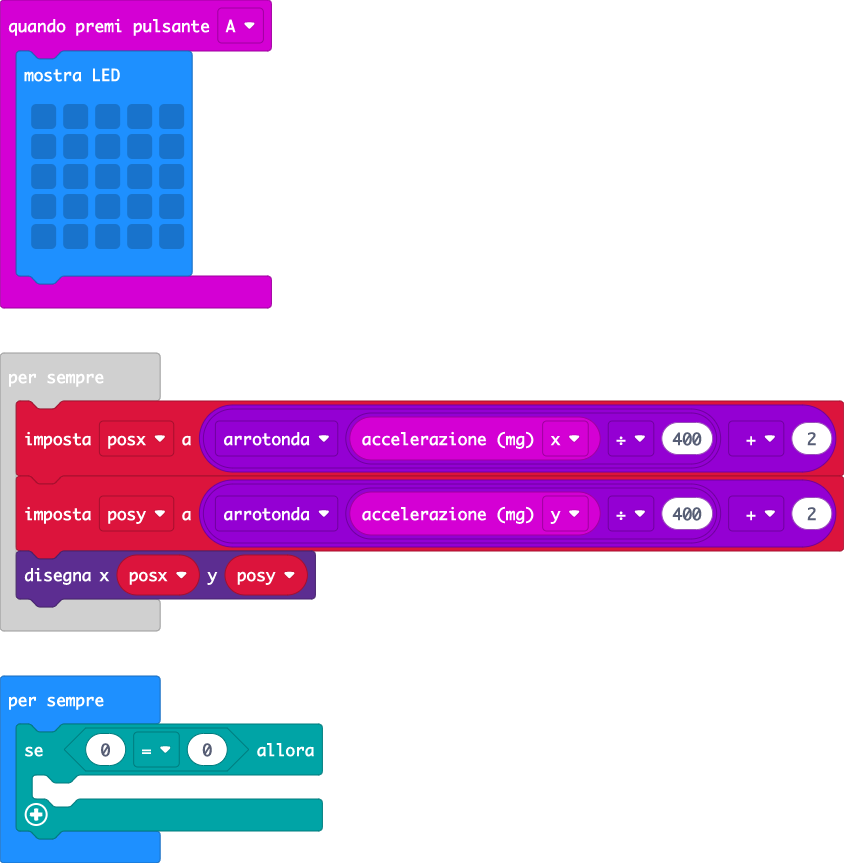 quando premi pulsante A
mostra LED
per sempre
imposta posx a arrotonda accelerazione (mg) x ÷ 400 + 2
imposta posy a arrotonda accelerazione (mg) y ÷ 400 + 2
disegna x posx y posy
per sempre
se 0 = 0 allora